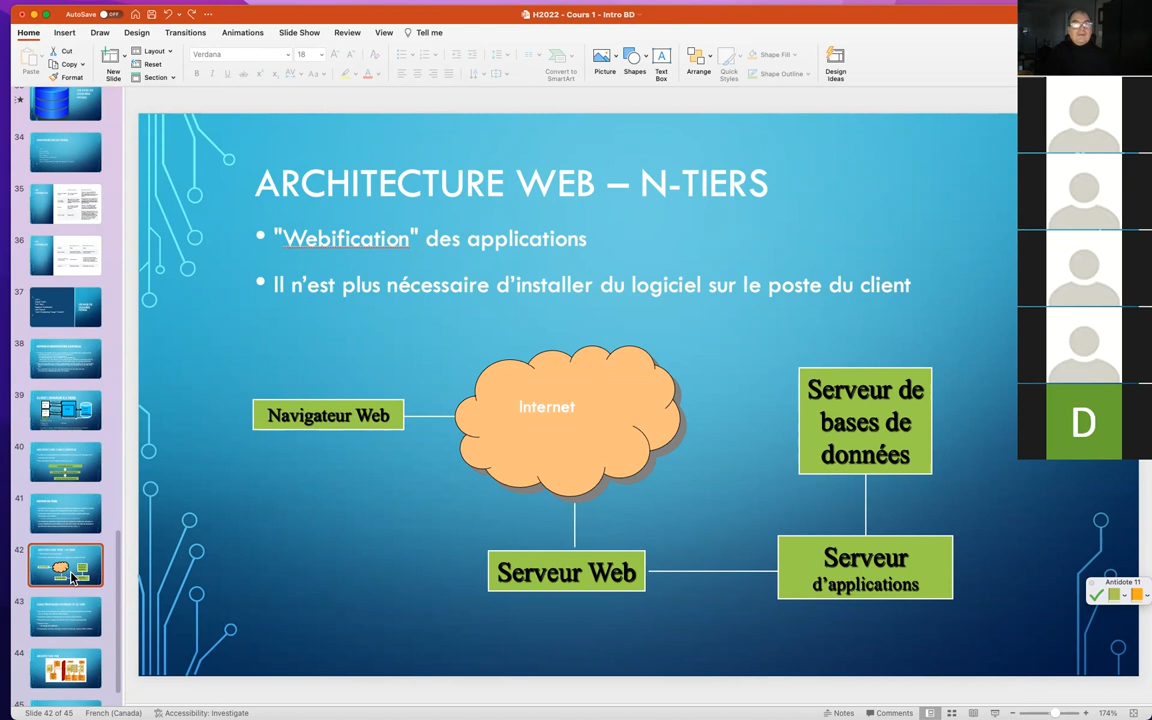 AutoSave OFF
H2022 - Cours 1 - Intro BD
Home Insert Draw Design Transitions Animations Slide Show Review View Tell me
Paste Cut Copy Format
New Slide Layout Reset Section
Verdana 18
Convert to SmartArt
Picture Shapes Text Box Arrange Quick Styles Shape Fill Shape Outline Design Ideas
34
35
36
37
38
39
40
41
42
43
44
45
ARCHITECTURE WEB – N-TIERS
• "Webification" des applications
• Il n'est plus nécessaire d'installer du logiciel sur le poste du client
Navigateur Web
Internet
Serveur de
bases de
données
Serveur Web
Serveur
d'applications
D
Antidote 11
Slide 42 of 45 French (Canada) Accessibility: Investigate Notes Comments 174%